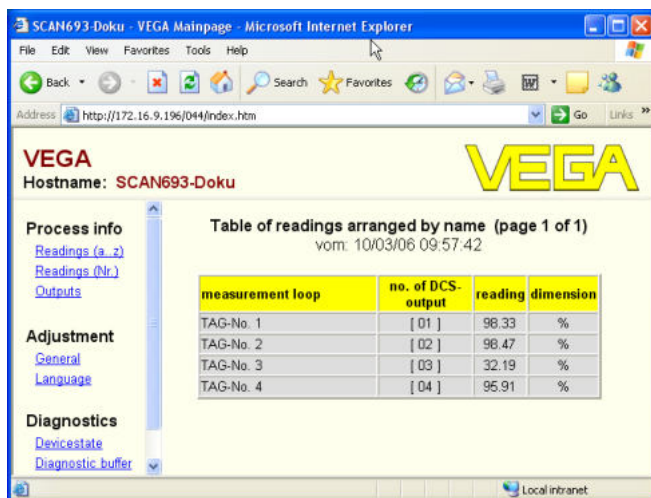 SCAN693-Doku - VEGA Mainpage - Microsoft Internet Explorer
File Edit View Favorites Tools Help
Back Search Favorites
Address http://172.16.9.196/044/index.htm Go Links »
VEGA
Hostname: SCAN693-Doku
VEGA
Process info
Readings (a..z)
Readings (Nr.)
Outputs
Adjustment
General
Language
Diagnostics
Devicestate
Diagnostic buffer
Table of readings arranged by name (page 1 of 1)
vom: 10/03/06 09:57:42
measurement loop no. of DCS-output reading dimension
TAG-No. 1 [ 01 ] 98.33 %
TAG-No. 2 [ 02 ] 98.47 %
TAG-No. 3 [ 03 ] 32.19 %
TAG-No. 4 [ 04 ] 95.91 %
Local intranet